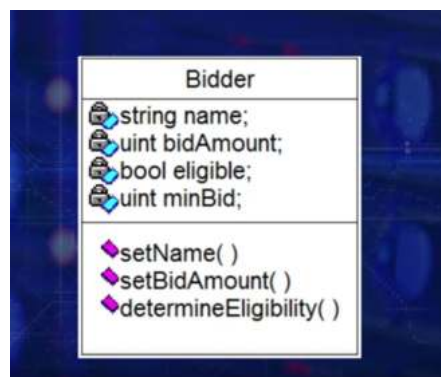 Bidder
string name;
uint bidAmount;
bool eligible;
uint minBid;
setName( )
setBidAmount( )
determineEligibility( )